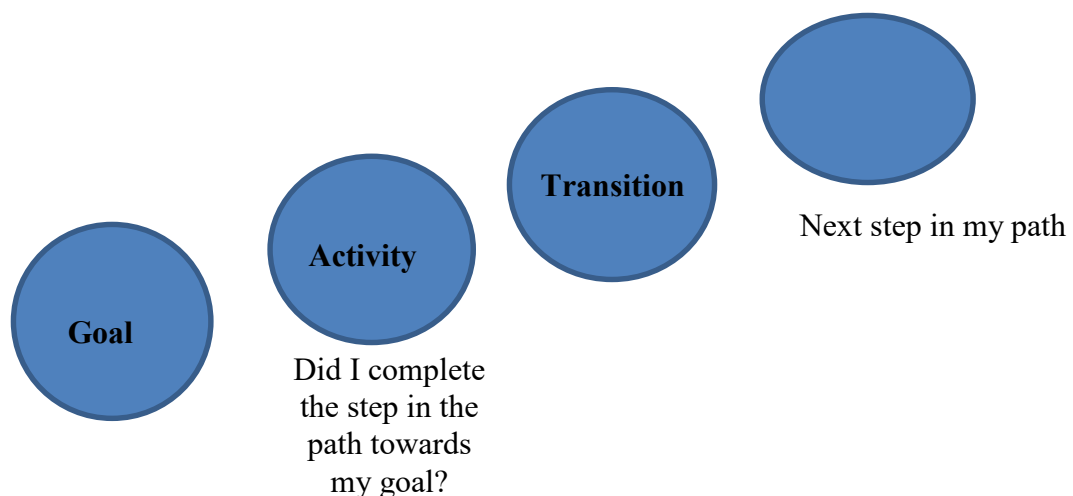 Goal
Activity
Did I complete
the step in the
path towards
my goal?
Transition
Next step in my path